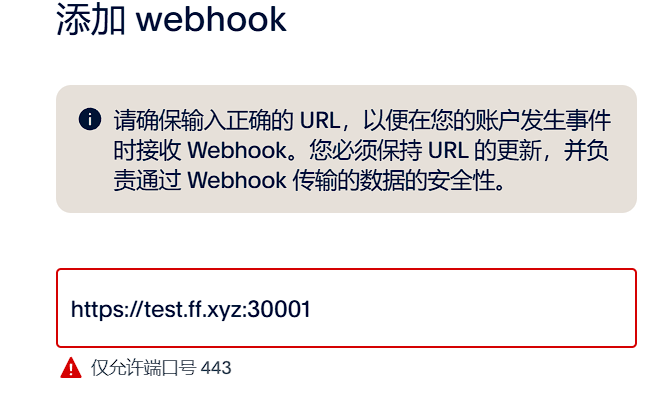 添加 webhook
请确保输入正确的 URL，以便在您的账户发生事件
时接收 Webhook。您必须保持 URL 的更新，并负
责通过 Webhook 传输的数据的安全性。
https://test.ff.xyz:30001
仅允许端口号 443